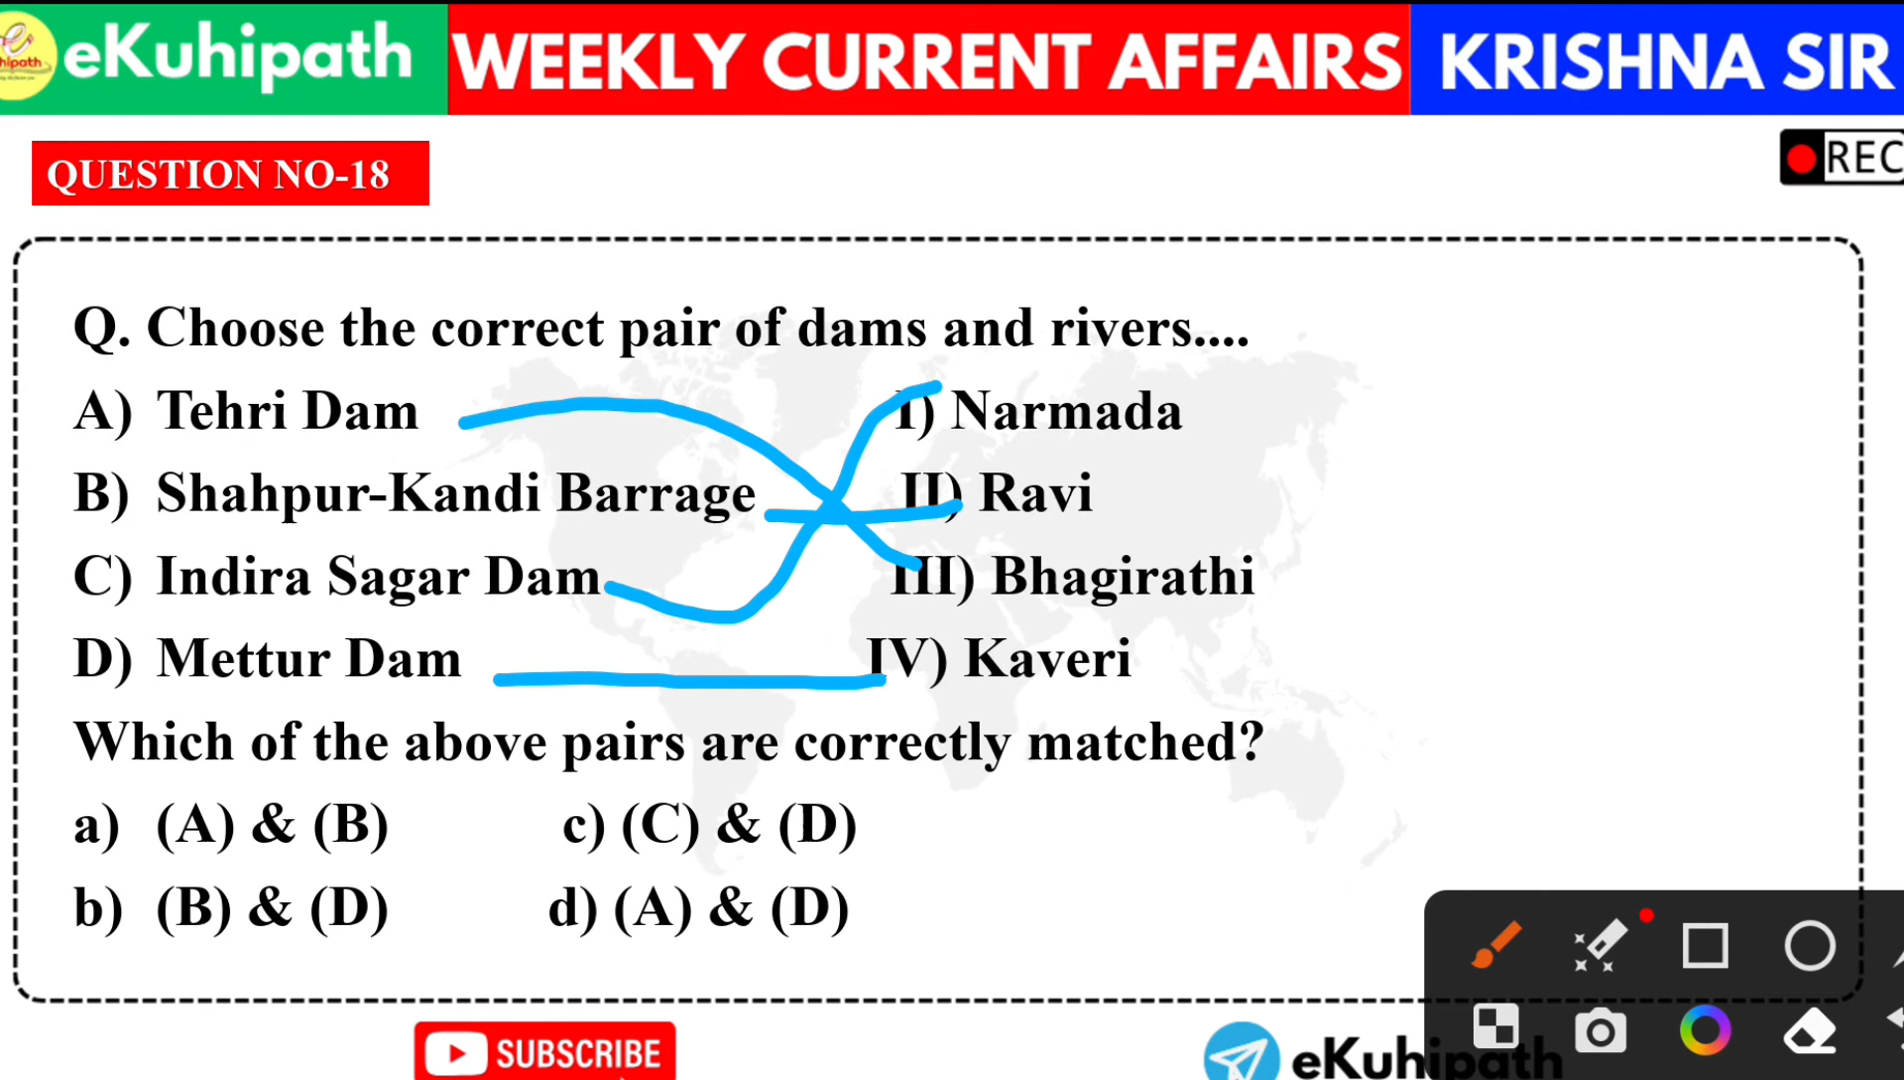 eKuhipath WEEKLY CURRENT AFFAIRS KRISHNA SIR
hipath
QUESTION NO-18
REC
Q. Choose the correct pair of dams and rivers....
A) Tehri Dam I) Narmada
B) Shahpur-Kandi Barrage II) Ravi
C) Indira Sagar Dam III) Bhagirathi
D) Mettur Dam IV) Kaveri
Which of the above pairs are correctly matched?
a) (A) & (B) c) (C) & (D)
b) (B) & (D) d) (A) & (D)
SUBSCRIBE eKuhipath